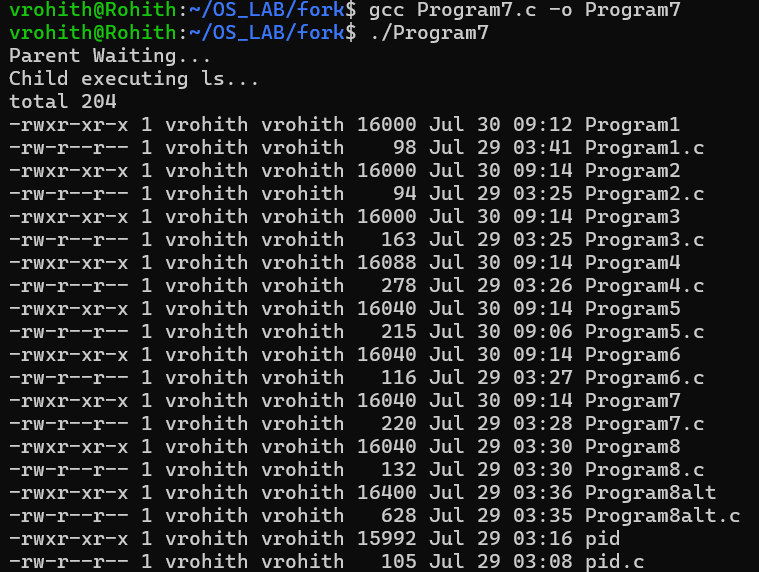 vrohith@Rohith:~/OS_LAB/fork$ gcc Program7.c -o Program7
vrohith@Rohith:~/OS_LAB/fork$ ./Program7
Parent Waiting...
Child executing ls...
total 204
-rwxr-xr-x 1 vrohith vrohith 16000 Jul 30 09:12 Program1
-rw-r--r-- 1 vrohith vrohith    98 Jul 29 03:41 Program1.c
-rwxr-xr-x 1 vrohith vrohith 16000 Jul 30 09:14 Program2
-rw-r--r-- 1 vrohith vrohith    94 Jul 29 03:25 Program2.c
-rwxr-xr-x 1 vrohith vrohith 16000 Jul 30 09:14 Program3
-rw-r--r-- 1 vrohith vrohith   163 Jul 29 03:25 Program3.c
-rwxr-xr-x 1 vrohith vrohith 16088 Jul 30 09:14 Program4
-rw-r--r-- 1 vrohith vrohith   278 Jul 29 03:26 Program4.c
-rwxr-xr-x 1 vrohith vrohith 16040 Jul 30 09:14 Program5
-rw-r--r-- 1 vrohith vrohith   215 Jul 30 09:06 Program5.c
-rwxr-xr-x 1 vrohith vrohith 16040 Jul 30 09:14 Program6
-rw-r--r-- 1 vrohith vrohith   116 Jul 29 03:27 Program6.c
-rwxr-xr-x 1 vrohith vrohith 16040 Jul 30 09:14 Program7
-rw-r--r-- 1 vrohith vrohith   220 Jul 29 03:28 Program7.c
-rwxr-xr-x 1 vrohith vrohith 16040 Jul 29 03:30 Program8
-rw-r--r-- 1 vrohith vrohith   132 Jul 29 03:30 Program8.c
-rwxr-xr-x 1 vrohith vrohith 16400 Jul 29 03:36 Program8alt
-rw-r--r-- 1 vrohith vrohith   628 Jul 29 03:35 Program8alt.c
-rwxr-xr-x 1 vrohith vrohith 15992 Jul 29 03:16 pid
-rw-r--r-- 1 vrohith vrohith   105 Jul 29 03:08 pid.c